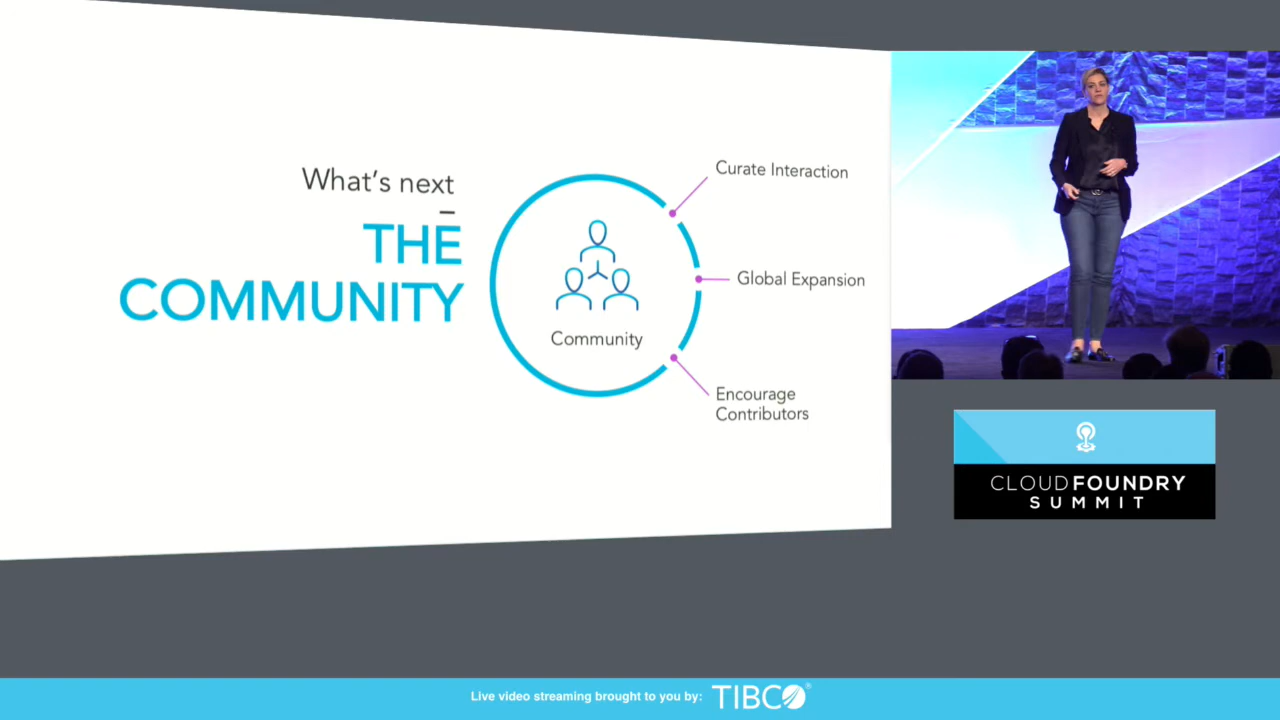 What's next
THE
COMMUNITY
Community
Curate Interaction
Global Expansion
Encourage
Contributors
CLOUDFOUNDRY
SUMMIT
Live video streaming brought to you by: TIBCO®